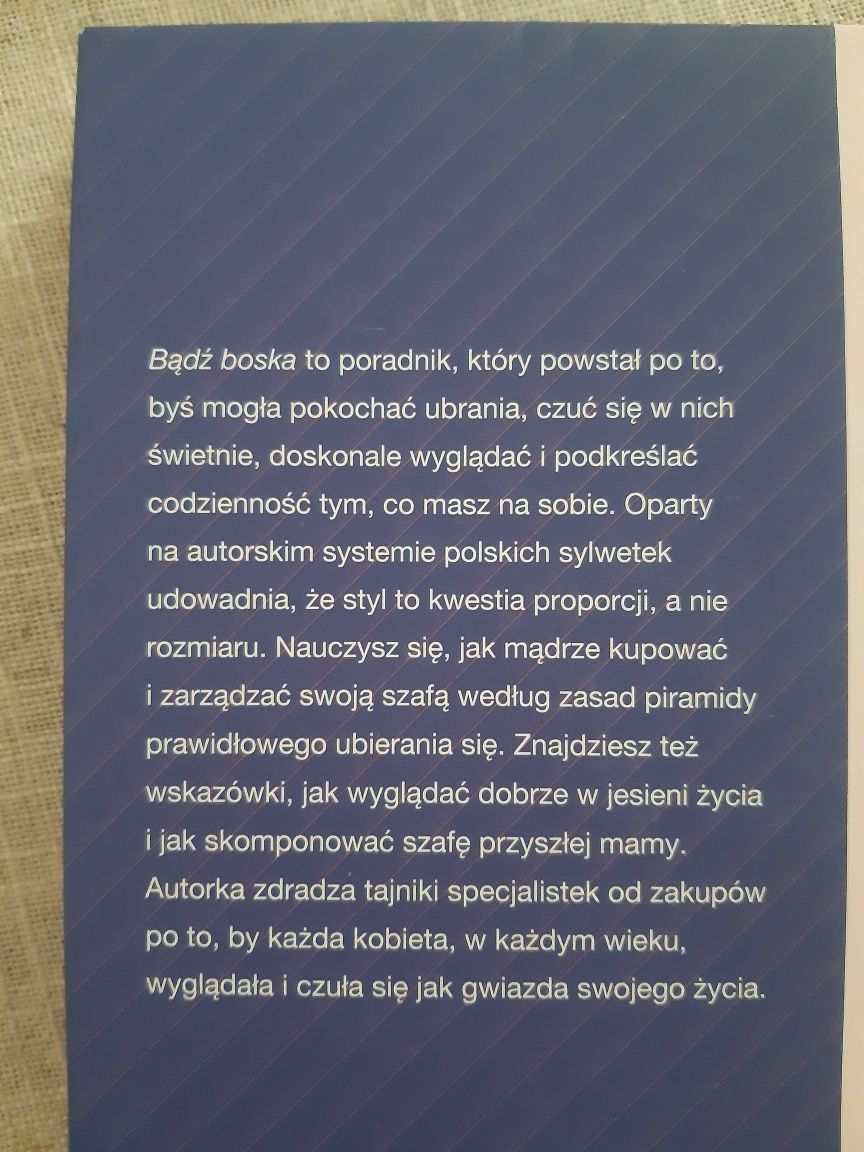 Bądź boska to poradnik, który powstał po to,
byś mogła pokochać ubrania, czuć się w nich
świetnie, doskonale wyglądać i podkreślać
codzienność tym, co masz na sobie. Oparty
na autorskim systemie polskich sylwetek
udowadnia, że styl to kwestia proporcji, a nie
rozmiaru. Nauczysz się, jak mądrze kupować
i zarządzać swoją szafą według zasad piramidy
prawidłowego ubierania się. Znajdziesz też
wskazówki, jak wyglądać dobrze w jesieni życia
i jak skomponować szafę przyszłej mamy.
Autorka zdradza tajniki specjalistek od zakupów
po to, by każda kobieta, w każdym wieku,
wyglądała i czuła się jak gwiazda swojego życia.